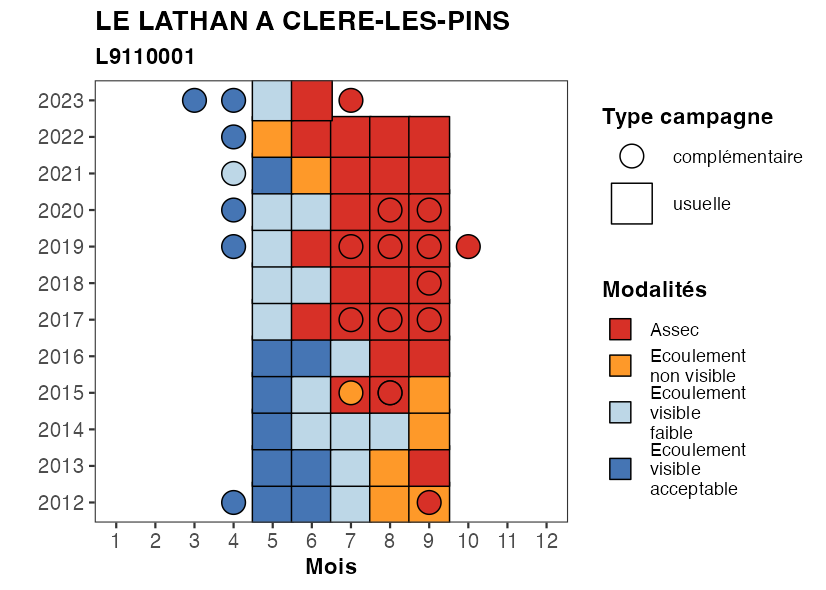 LE LATHAN A CLERE-LES-PINS
L9110001
2023
2022
2021
2020
2019
2018
2017
2016
2015
2014
2013
2012
1 2 3 4 5 6 7 8 9 10 11 12
Mois
Type campagne
complémentaire
usuelle
Modalités
Assec
Ecoulement
non visible
Ecoulement
visible
faible
Ecoulement
visible
acceptable